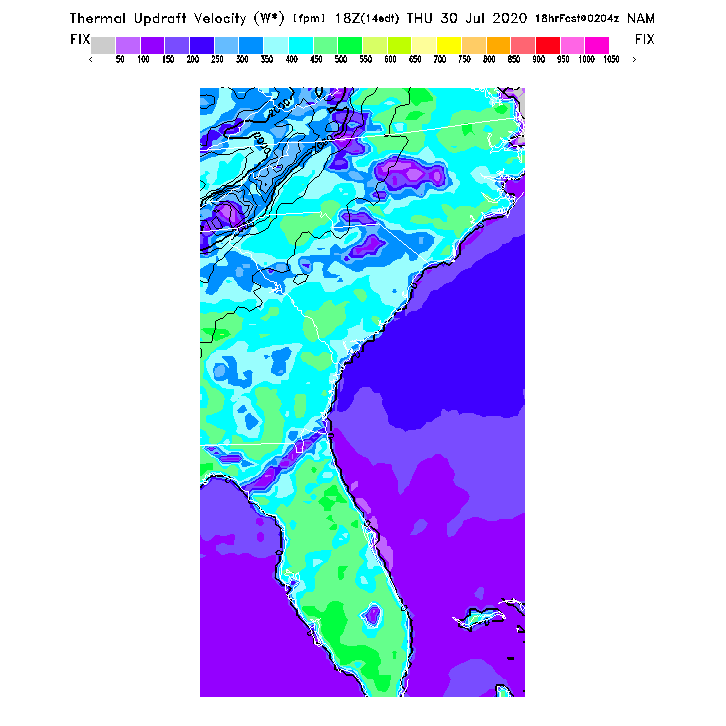 Thermal Updraft Velocity (W*) [fpm] 18Z(14edt) THU 30 Jul 2020 18hrFcst@0204z NAM
FIX FIX
< 50 100 150 200 250 300 350 400 450 500 550 600 650 700 750 800 850 900 950 1000 1050 >
2000